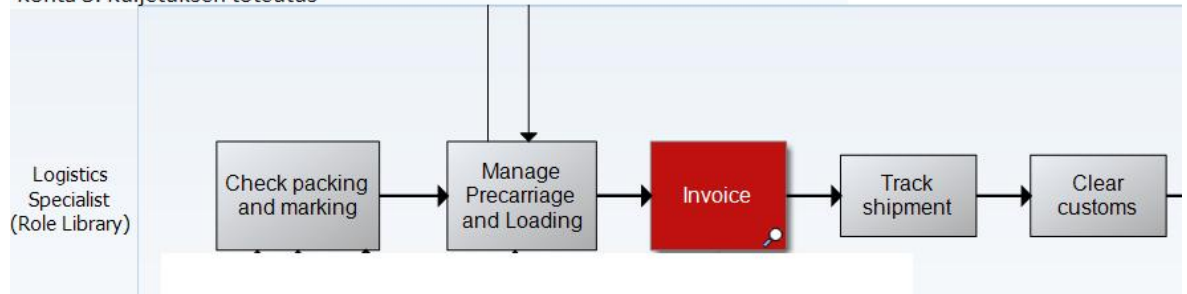 Logistics
Specialist
(Role Library)
Check packing
and marking
Manage
Precarriage
and Loading
Invoice
Track
shipment
Clear
customs